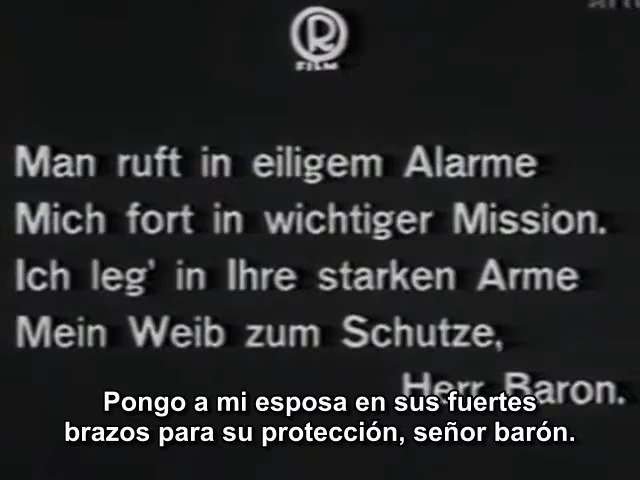 R
FILM
Man ruft in eiligem Alarme
Mich fort in wichtiger Mission.
Ich leg' in Ihre starken Arme
Mein Weib zum Schutze,
Herr Baron.
Pongo a mi esposa en sus fuertes
brazos para su protección, señor barón.